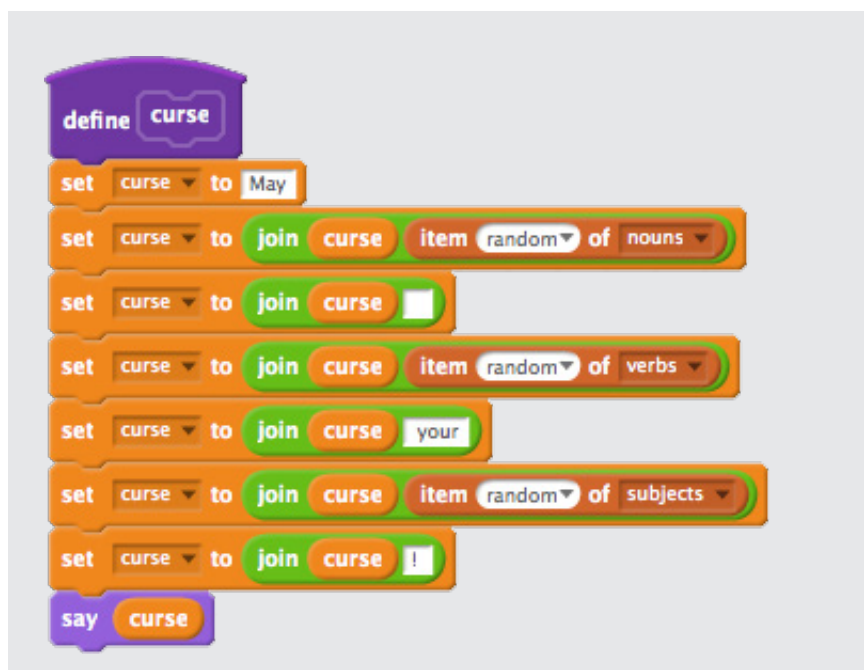 define curse
set curse to May
set curse to join curse item random of nouns
set curse to join curse
set curse to join curse item random of verbs
set curse to join curse your
set curse to join curse item random of subjects
set curse to join curse !
say curse